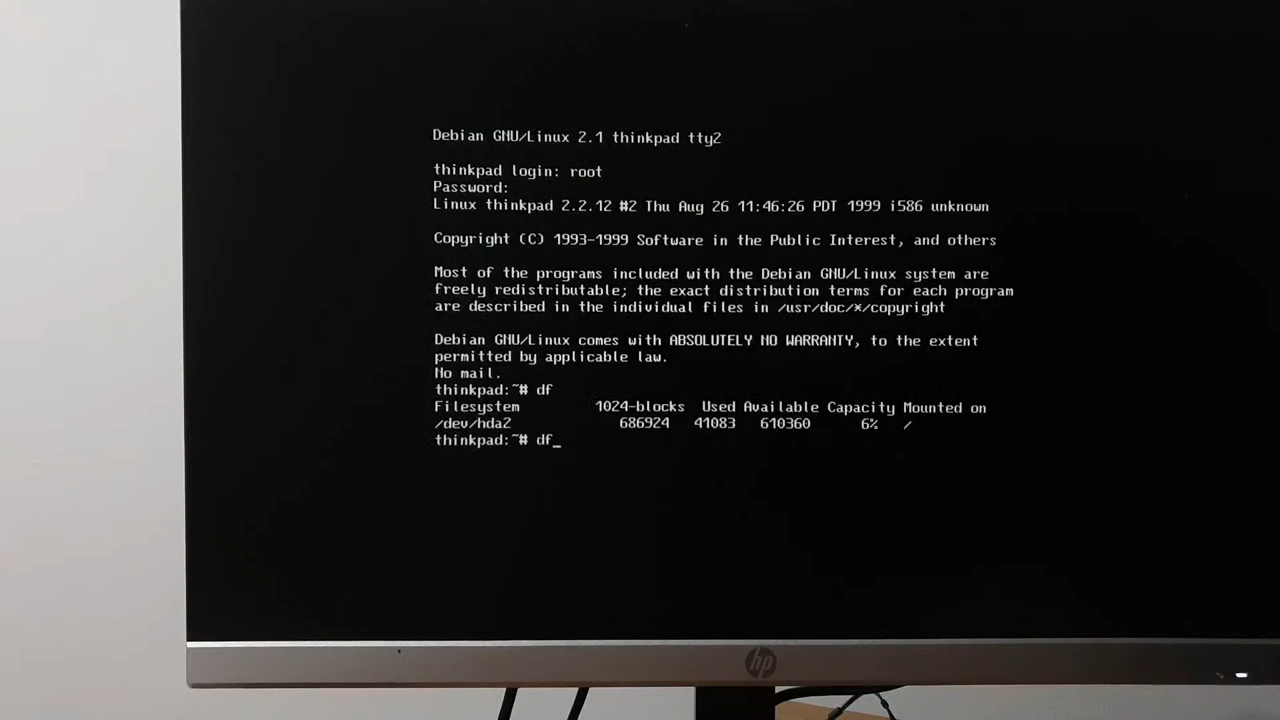 Debian GNU/Linux 2.1 thinkpad tty2
thinkpad login: root
Password:
Linux thinkpad 2.2.12 #2 Thu Aug 26 11:46:26 PDT 1999 i586 unknown
Copyright (C) 1993-1999 Software in the Public Interest, and others
Most of the programs included with the Debian GNU/Linux system are
freely redistributable; the exact distribution terms for each program
are described in the individual files in /usr/doc/*/copyright
Debian GNU/Linux comes with ABSOLUTELY NO WARRANTY, to the extent
permitted by applicable law.
No mail.
thinkpad:~# df
Filesystem 1024-blocks Used Available Capacity Mounted on
/dev/hda2 686924 41083 610360 6% /
thinkpad:~# df_
hp